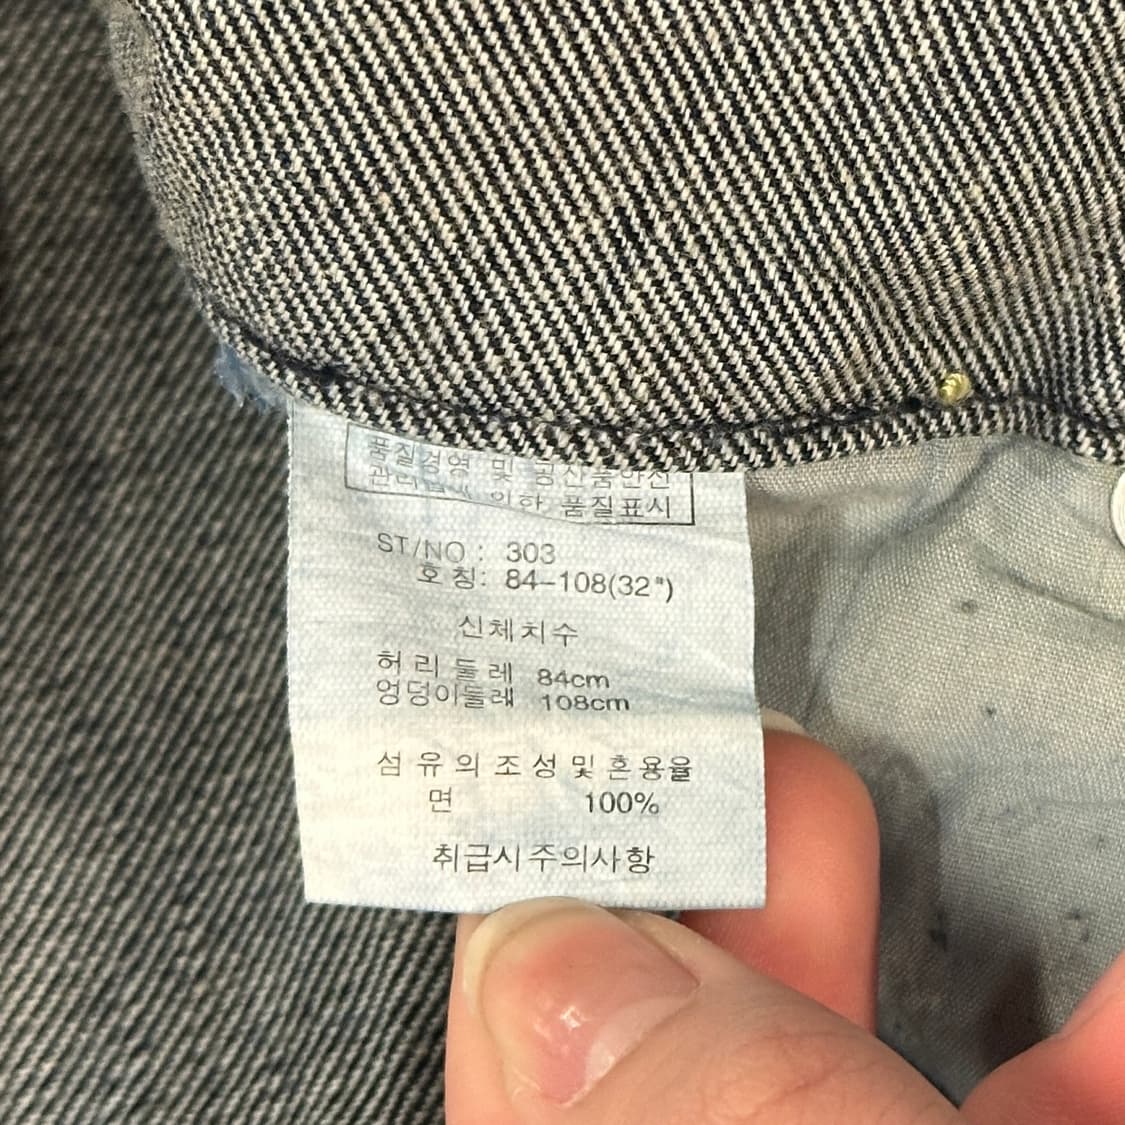 품질경영 및 공산품안전
관리법에 의한 품질표시
ST/NO : 303
호칭: 84-108(32")
신체치수
허리둘레 84cm
엉덩이둘레 108cm
섬유의 조성 및 혼용율
면 100%
취급시주의사항